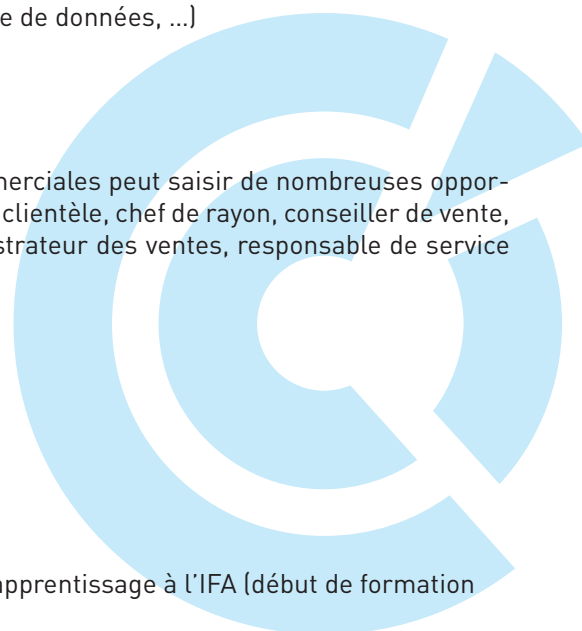 e de données, ...)
nerciales peut saisir de nombreuses oppor-
clientèle, chef de rayon, conseiller de vente,
strateur des ventes, responsable de service
apprentissage à l’IFA (début de formation